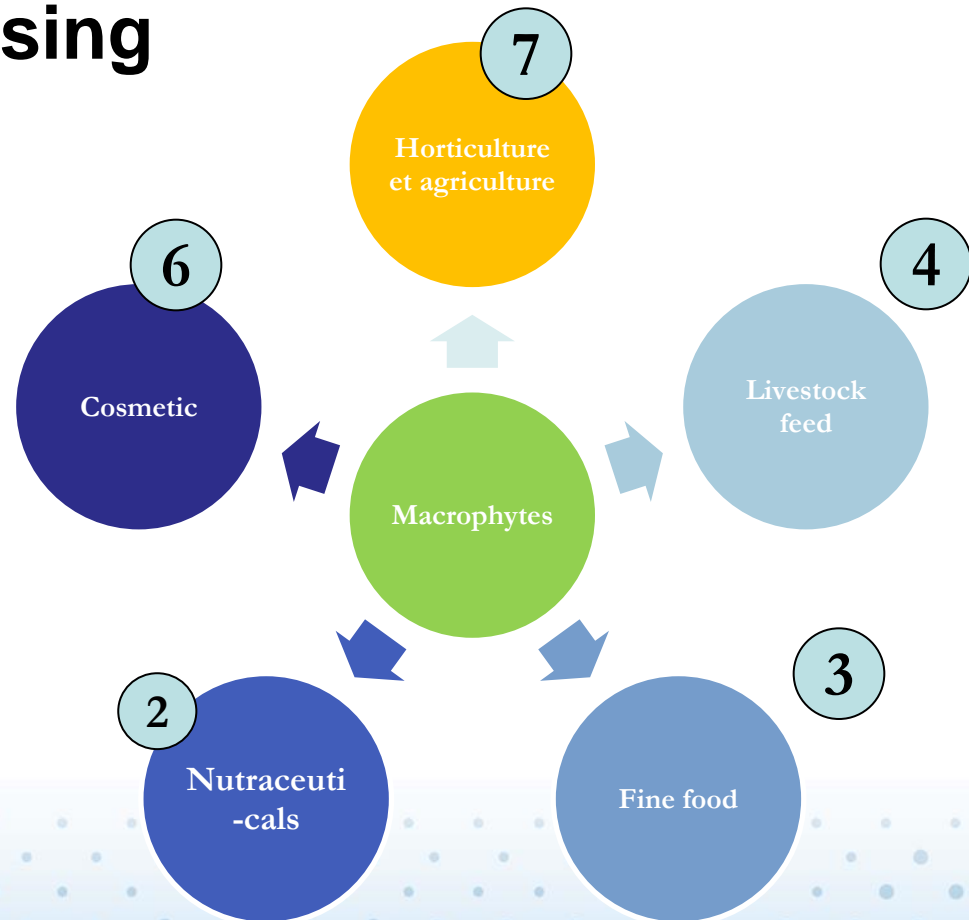 sing
7
Horticulture
et agriculture
6
Cosmetic
4
Livestock
feed
Macrophytes
2
Nutraceuti
-cals
3
Fine food